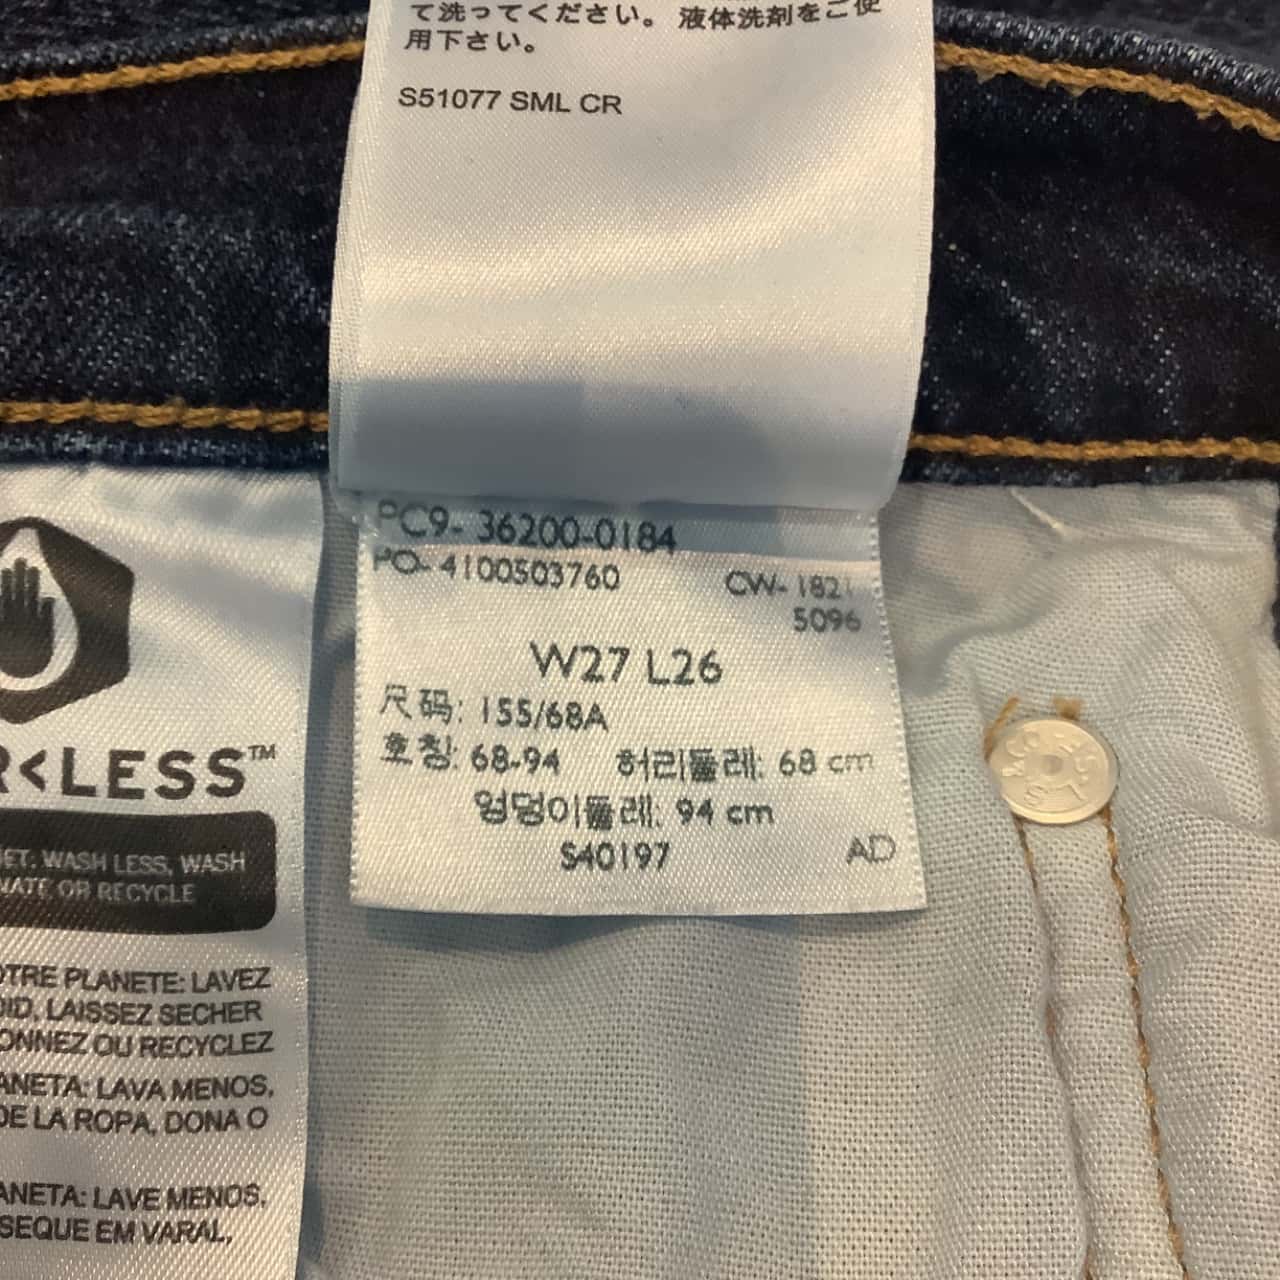 て洗ってください。 液体洗剤をご使
用下さい。
S51077 SML CR
PC9- 36200-0184
PO- 4100503760 CW- 1821
5096
W27 L26
尺码: 155/68A
호칭: 68-94 허리둘레: 68 cm
엉덩이둘레: 94 cm
S40197 AD
R<LESS™
ET. WASH LESS, WASH
NATE OR RECYCLE
OTRE PLANETE: LAVEZ
OID, LAISSEZ SECHER
ONNEZ OU RECYCLEZ
ANETA: LAVA MENOS,
DE LA ROPA, DONA O
ANETA: LAVE MENOS,
SEQUE EM VARAL,
L.S.&CO